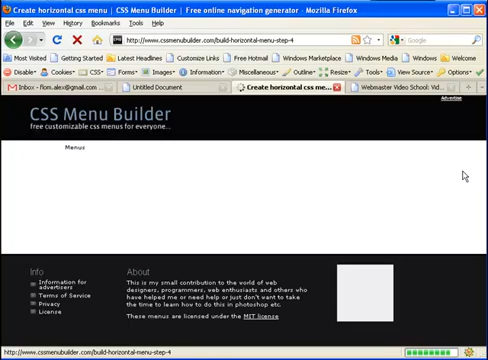 Create horizontal css menu | CSS Menu Builder | Free online navigation generator - Mozilla Firefox
File Edit View History Bookmarks Tools Help
http://www.cssmenubuilder.com/build-horizontal-menu-step-4
Google
Most Visited Getting Started Latest Headlines Customize Links Free Hotmail Windows Marketplace Windows Media
Disable Cookies CSS Forms Images Information Miscellaneous Outline Resize Tools View Source Options
Inbox - flom.alex@gmail.com
Untitled Document
Create horizontal css me...
Webmaster Video School: Vid...
Advertise
CSS Menu Builder
free customizable css menus for everyone...
Menus
Info
Information for
advertisers
Terms of Service
Privacy
License
About
This is my small contribution to the world of web
designers, programmers, web enthusiasts and others who
have helped me or need help or just don't want to take
the time to learn how to do this in photoshop etc.
These menus are licensed under the MIT license
http://www.cssmenubuilder.com/build-horizontal-menu-step-4